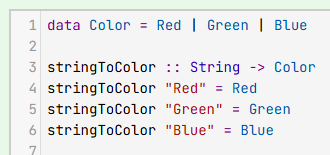 1 data Color = Red | Green | Blue
2
3 stringToColor :: String -> Color
4 stringToColor "Red" = Red
5 stringToColor "Green" = Green
6 stringToColor "Blue" = Blue
7